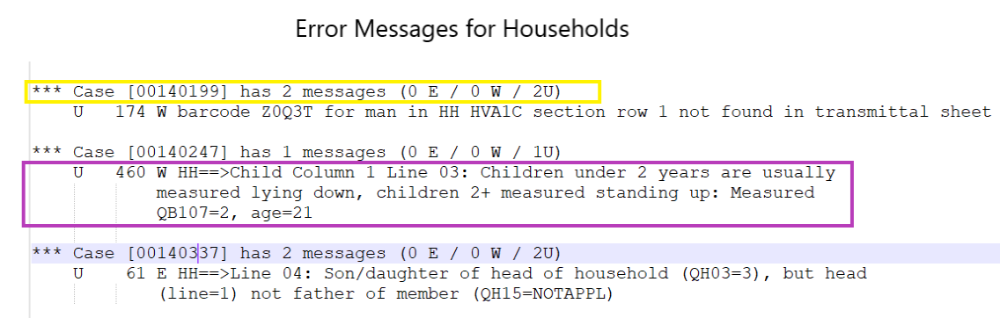 Error Messages for Households
*** Case [00140199] has 2 messages (0 E / 0 W / 2U)
U 174 W barcode Z0Q3T for man in HH HVA1C section row 1 not found in transmittal sheet
*** Case [00140247] has 1 messages (0 E / 0 W / 1U)
U 460 W HH==>Child Column 1 Line 03: Children under 2 years are usually
measured lying down, children 2+ measured standing up: Measured
QB107=2, age=21
*** Case [00140337] has 2 messages (0 E / 0 W / 2U)
U 61 E HH==>Line 04: Son/daughter of head of household (QH03=3), but head
(line=1) not father of member (QH15=NOTAPPL)